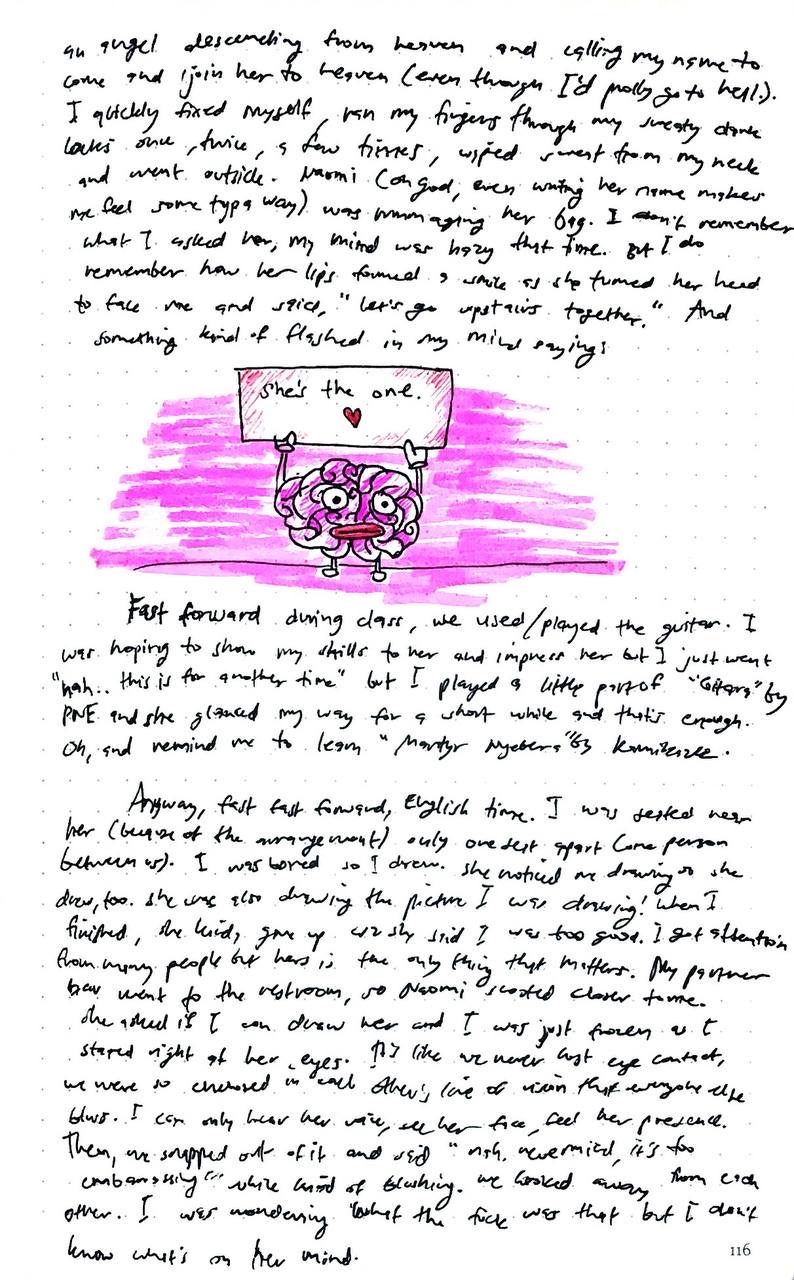 an angel descending from heaven and calling my name to
come and join her to heaven (even through I'd prolly go to hell.).
I quickly fixed myself, ran my fingers through my sweaty dark
locks once, twice, a few times, wiped sweat from my neck
and went outside. Naomi (oh god, even writing her name makes
me feel some typa way) was rummaging her bag. I don't remember
what I asked her, my mind was hazy that time. But I do
remember how her lips formed a smile as she turned her head
to face me and said, "Let's go upstairs together." And
something kind of flashed in my mind saying:
She's the one.
Fast forward during class, we used/played the guitar. I
was hoping to show my skills to her and impress her but I just went
"nah.. this is for another time" but I played a little part of "Gitara" by
PNE and she glanced my way for a short while and that's enough.
Oh, and remind me to learn "Martyr Nyebera" by Kamikazee.
Anyway, fast fast forward, English time. I was seated near
her (because of the arrangement) only one seat apart (one person
between us). I was bored so I drew. She noticed me drawing so she
drew, too. She was also drawing the picture I was drawing! When I
finished, she kinda gave up cuz she said I was too good. I get attention
from many people but hers is the only thing that matters. My partner
went to the restroom, so Naomi scooted closer to me.
She asked if I can draw her and I was just frozen as I
stared right at her eyes. It's like we never lost eye contact,
we were so in each other's line of vision that everyone else
blurs. I can only hear her voice, see her face, feel her presence.
Then, we snapped out of it and said "nah, nevermind, it's too
embarrassing" while kind of blushing. We looked away from each
other. I was wondering what the fuck was that but I don't
know what's on her mind.
116